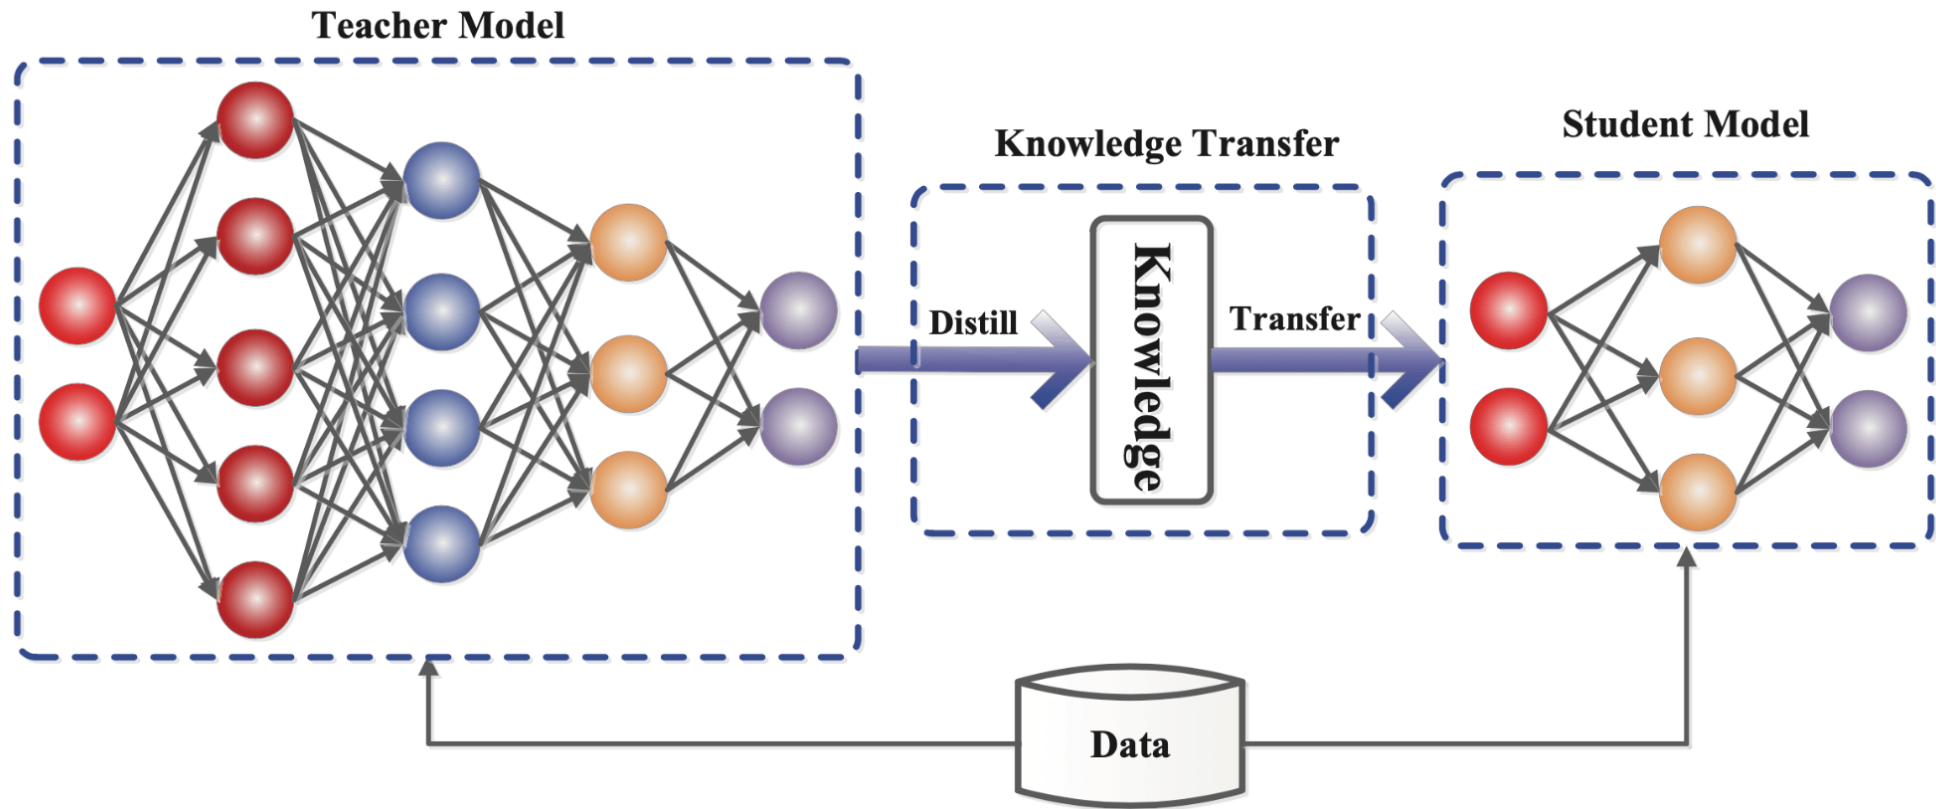 Teacher Model
Knowledge Transfer
Student Model
Distill
Knowledge
Transfer
Data